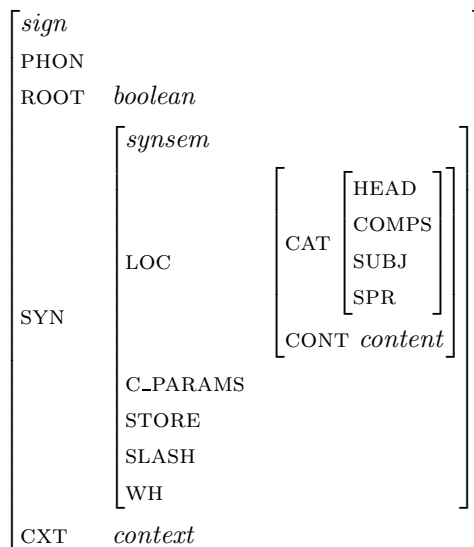 sign
PHON
ROOT boolean
synsem
HEAD
COMPS
CAT
LOC
SUBJ
SPR
SYN
CONT content
C_PARAMS
STORE
SLASH
WH
CXT context